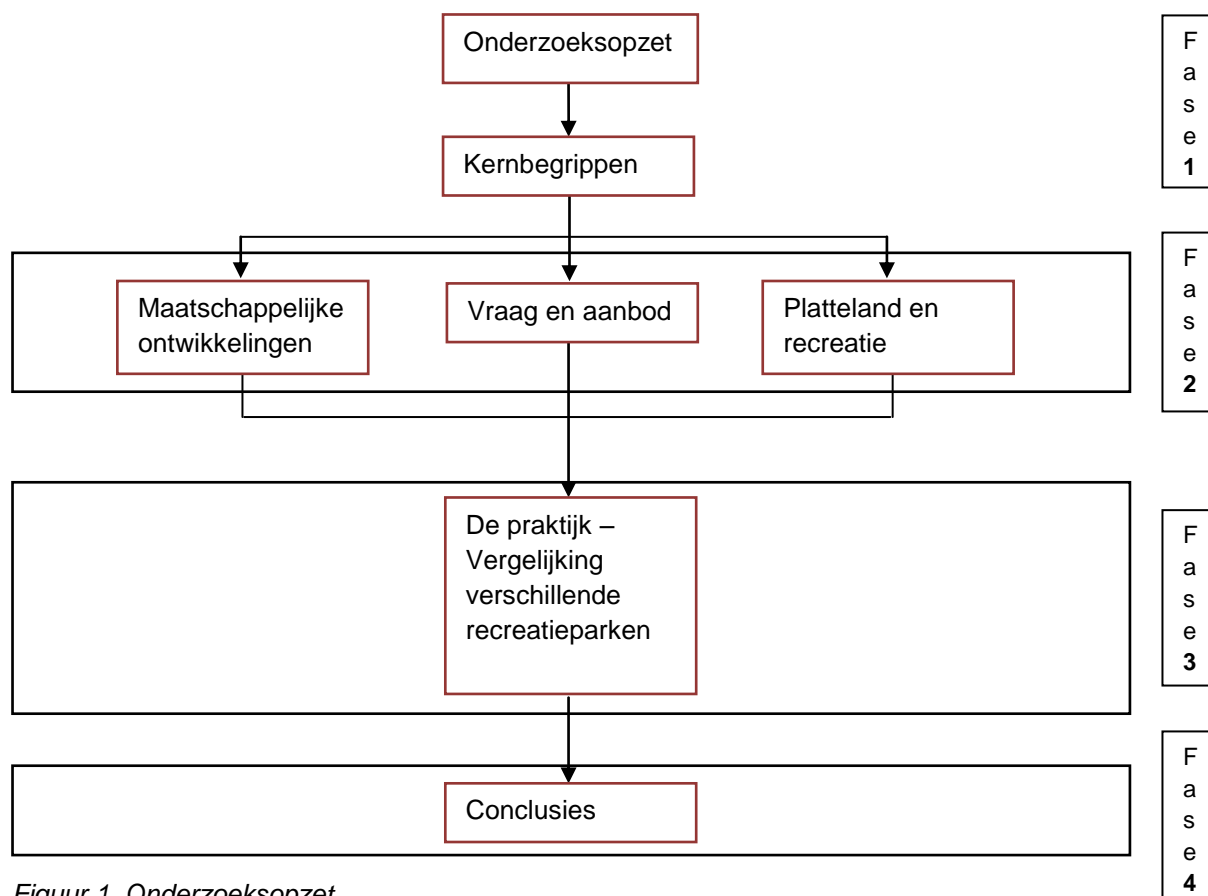 Onderzoeksopzet
F
a
s
e
1
Kernbegrippen
Maatschappelijke
ontwikkelingen
Vraag en aanbod
Platteland en
recreatie
F
a
s
e
2
De praktijk –
Vergelijking
verschillende
recreatieparken
F
a
s
e
3
Conclusies
F
a
s
e
4
Figuur 1. Onderzoeksopzet